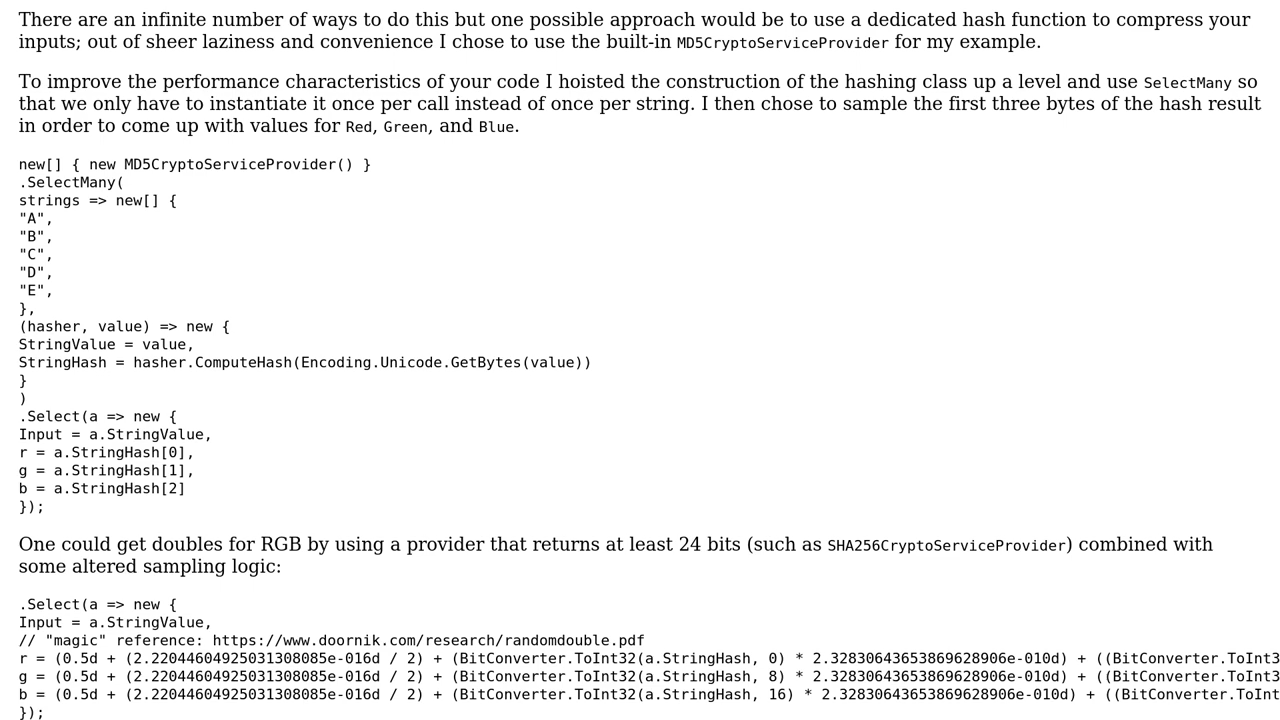 There are an infinite number of ways to do this but one possible approach would be to use a dedicated hash function to compress your
inputs; out of sheer laziness and convenience I chose to use the built-in MD5CryptoServiceProvider for my example.
To improve the performance characteristics of your code I hoisted the construction of the hashing class up a level and use SelectMany so
that we only have to instantiate it once per call instead of once per string. I then chose to sample the first three bytes of the hash result
in order to come up with values for Red, Green, and Blue.
new[] { new MD5CryptoServiceProvider() }
.SelectMany(
strings => new[] {
"A",
"B",
"C",
"D",
"E",
},
(hasher, value) => new {
StringValue = value,
StringHash = hasher.ComputeHash(Encoding.Unicode.GetBytes(value))
}
)
.Select(a => new {
Input = a.StringValue,
r = a.StringHash[0],
g = a.StringHash[1],
b = a.StringHash[2]
});
One could get doubles for RGB by using a provider that returns at least 24 bits (such as SHA256CryptoServiceProvider) combined with
some altered sampling logic:
.Select(a => new {
Input = a.StringValue,
// "magic" reference: https://www.doornik.com/research/randomdouble.pdf
r = (0.5d + (2.22044604925031308085e-016d / 2) + (BitConverter.ToInt32(a.StringHash, 0) * 2.32830643653869628906e-010d) + ((BitConverter.ToInt3
g = (0.5d + (2.22044604925031308085e-016d / 2) + (BitConverter.ToInt32(a.StringHash, 8) * 2.32830643653869628906e-010d) + ((BitConverter.ToInt3
b = (0.5d + (2.22044604925031308085e-016d / 2) + (BitConverter.ToInt32(a.StringHash, 16) * 2.32830643653869628906e-010d) + ((BitConverter.ToInt
});